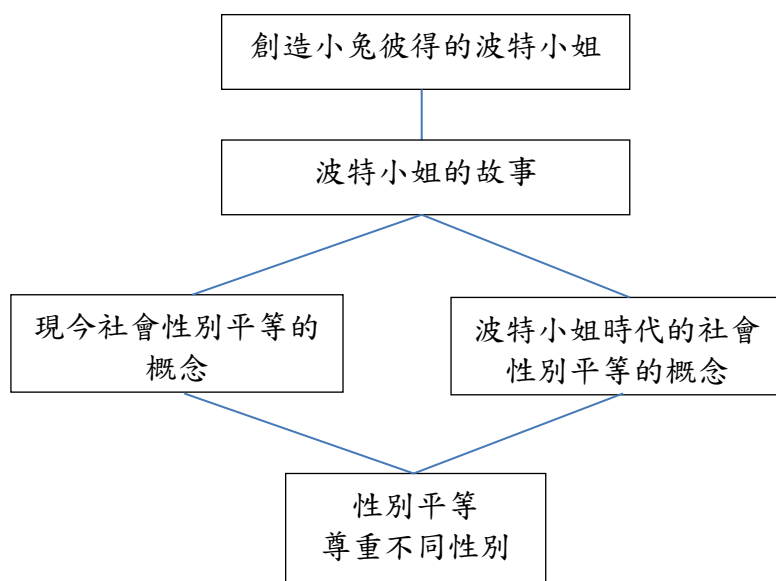 創造小兔彼得的波特小姐
波特小姐的故事
現今社會性別平等的
概念
波特小姐時代的社會
性別平等的概念
性別平等
尊重不同性別